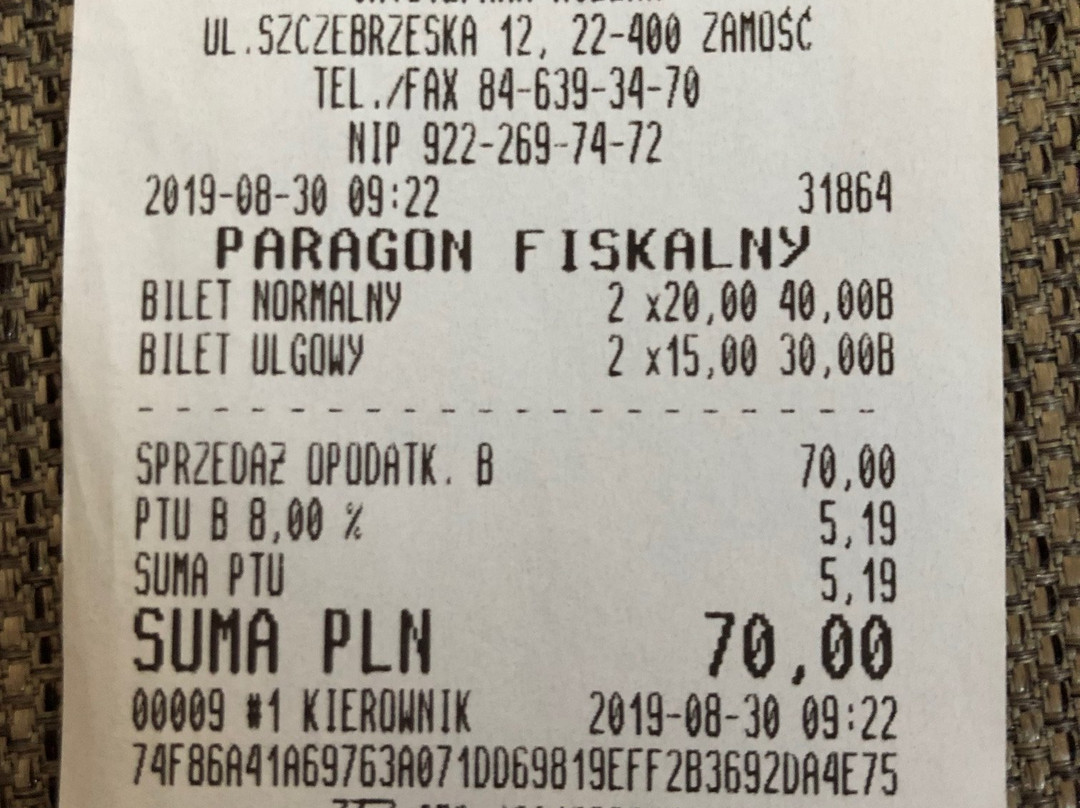 UL.SZCZEBRZESKA 12, 22-400 ZAMOŚĆ
TEL./FAX 84-639-34-70
NIP 922-269-74-72
2019-08-30 09:22 31864
PARAGON FISKALNY
BILET NORMALNY 2 x20,00 40,00B
BILET ULGOWY 2 x15,00 30,00B
- - - - - - - - - - - - - - - - - - - - -
SPRZEDAŻ OPODATK. B 70,00
PTU B 8,00 % 5,19
SUMA PTU 5,19
SUMA PLN 70,00
00009 #1 KIEROWNIK 2019-08-30 09:22
74F86A41A69763A071DD69819EFF2B3692DA4E75